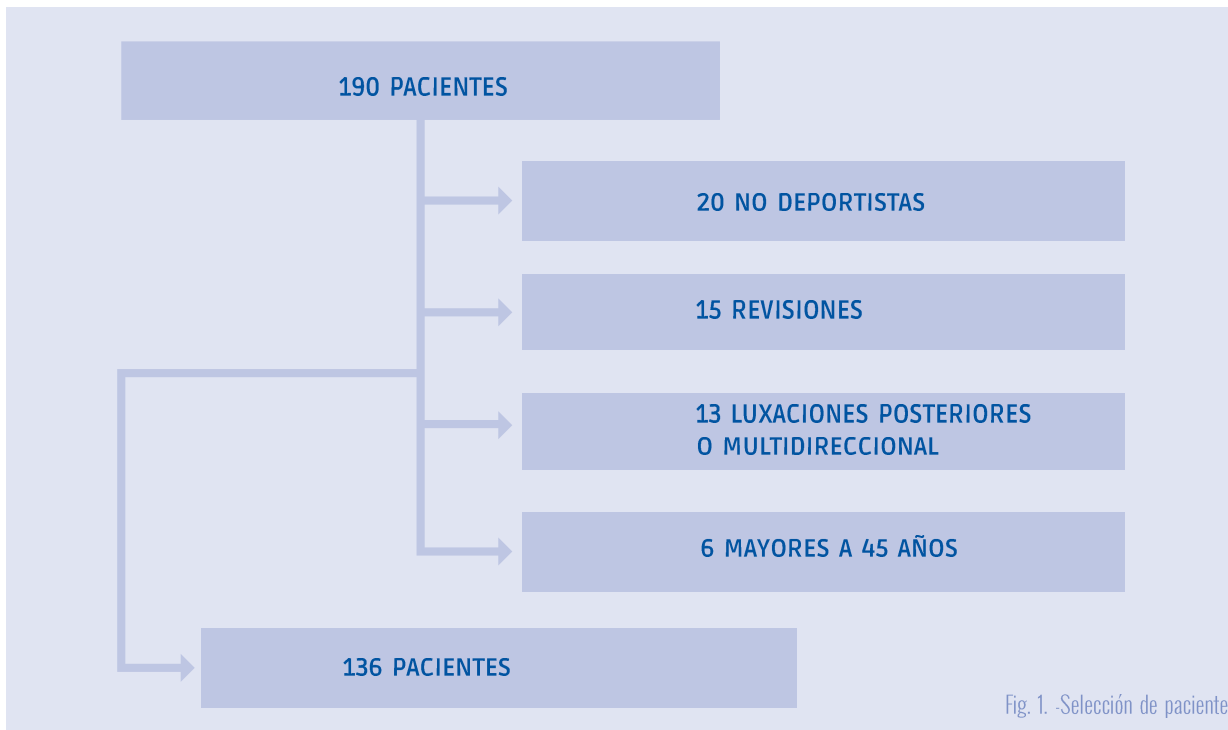 190 PACIENTES
20 NO DEPORTISTAS
15 REVISIONES
13 LUXACIONES POSTERIORES
O MULTIDIRECCIONAL
6 MAYORES A 45 AÑOS
136 PACIENTES
Fig. 1. -Selección de paciente